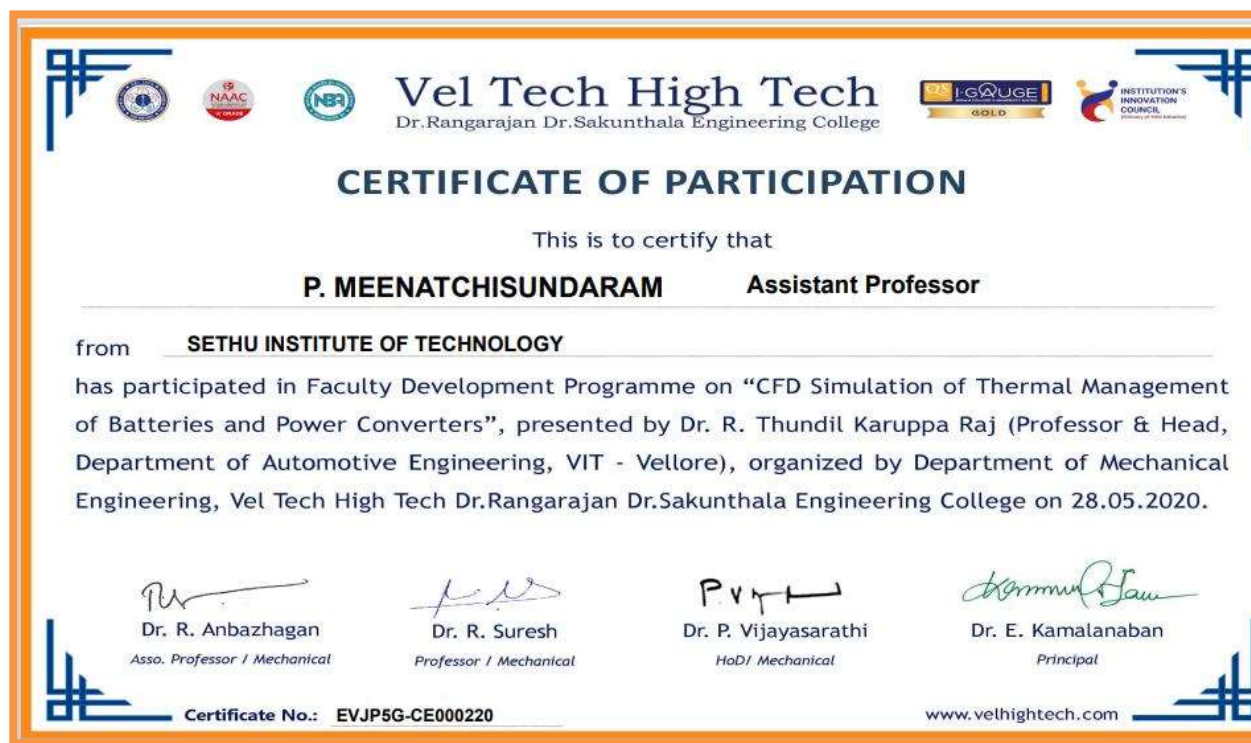 NAAC
'A' GRADE
NBA
Vel Tech High Tech
Dr.Rangarajan Dr.Sakunthala Engineering College
QS I·GAUGE
GOLD
INSTITUTION'S
INNOVATION
COUNCIL
CERTIFICATE OF PARTICIPATION
This is to certify that
P. MEENATCHISUNDARAM Assistant Professor
from SETHU INSTITUTE OF TECHNOLOGY
has participated in Faculty Development Programme on “CFD Simulation of Thermal Management
of Batteries and Power Converters”, presented by Dr. R. Thundil Karuppa Raj (Professor & Head,
Department of Automotive Engineering, VIT - Vellore), organized by Department of Mechanical
Engineering, Vel Tech High Tech Dr.Rangarajan Dr.Sakunthala Engineering College on 28.05.2020.
Dr. R. Anbazhagan
Asso. Professor / Mechanical
Dr. R. Suresh
Professor / Mechanical
Dr. P. Vijayasarathi
HoD/ Mechanical
Dr. E. Kamalanaban
Principal
Certificate No.: EVJP5G-CE000220
www.velhightech.com